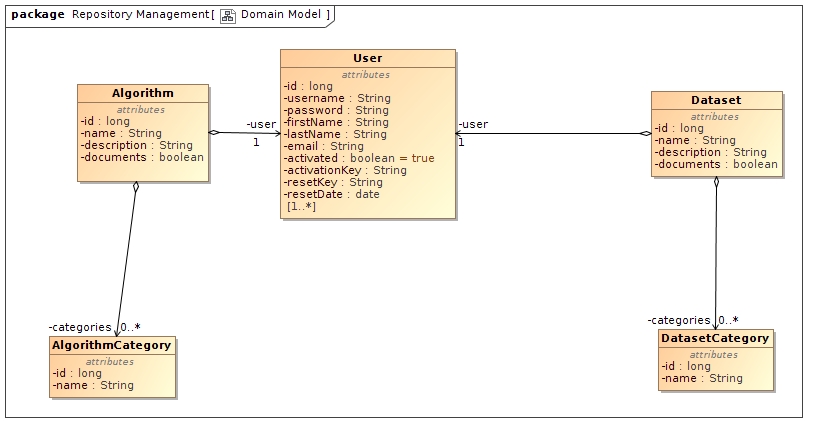 package Repository Management[ Domain Model ]
User
attributes
-id : long
-username : String
-password : String
-firstName : String
-lastName : String
-email : String
-activated : boolean = true
-activationKey : String
-resetKey : String
-resetDate : date
[1..*]
Algorithm
attributes
-id : long
-name : String
-description : String
-documents : boolean
-user
1
Dataset
attributes
-id : long
-name : String
-description : String
-documents : boolean
-user
1
-categories 0..*
AlgorithmCategory
attributes
-id : long
-name : String
-categories 0..*
DatasetCategory
attributes
-id : long
-name : String